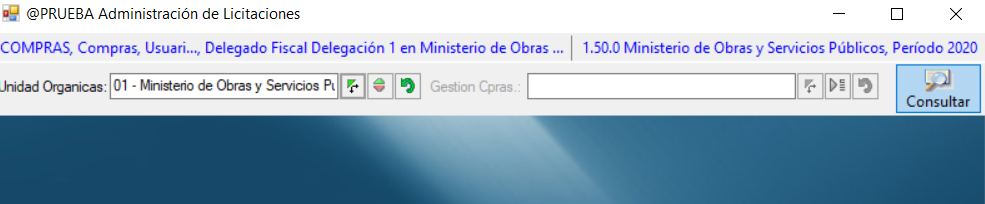 @PRUEBA Administración de Licitaciones
COMPRAS, Compras, Usuari..., Delegado Fiscal Delegación 1 en Ministerio de Obras ... 1.50.0 Ministerio de Obras y Servicios Públicos, Período 2020
Unidad Organicas: 01 - Ministerio de Obras y Servicios Pú Gestion Cpras.:
Consultar